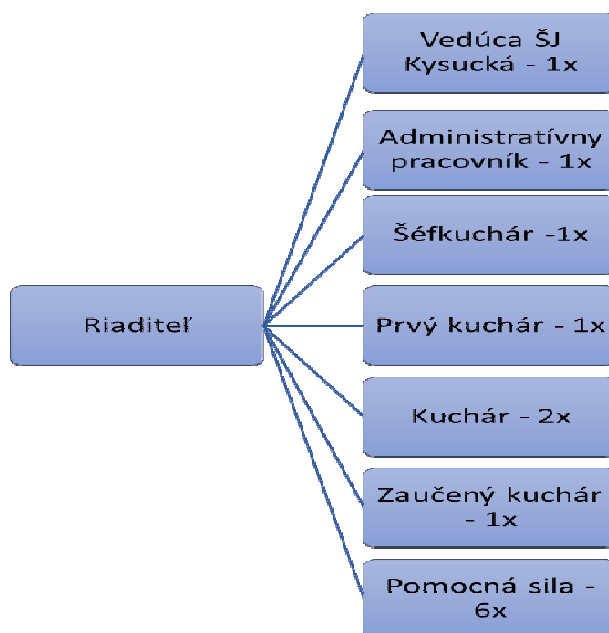 Vedúca ŠJ
Kysucká - 1x
Administratívny
pracovník - 1x
Šéfkuchár -1x
Riaditeľ
Prvý kuchár - 1x
Kuchár - 2x
Zaučený kuchár
- 1x
Pomocná sila -
6x